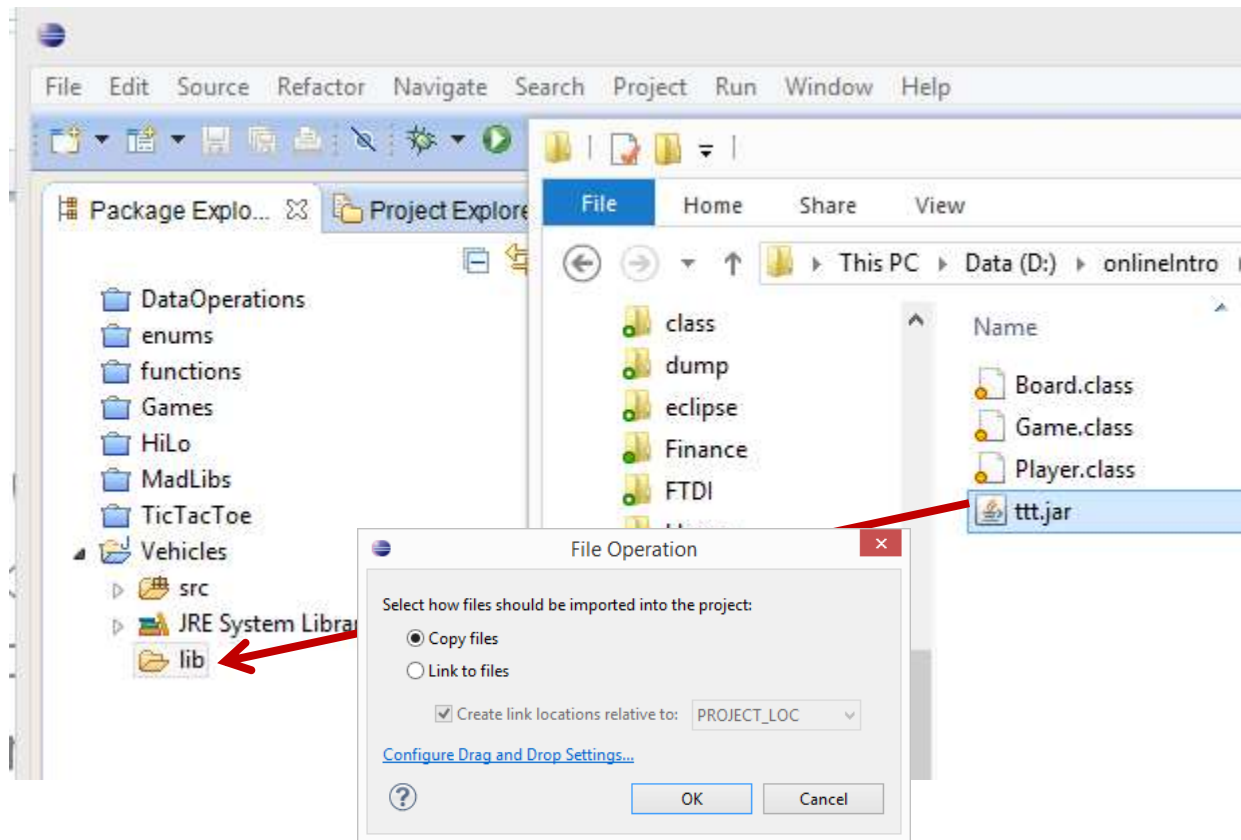 File Edit Source Refactor Navigate Search Project Run Window Help
Package Explo... Project Explore
DataOperations
enums
functions
Games
HiLo
MadLibs
TicTacToe
Vehicles
src
JRE System Librar
lib
File Home Share View
This PC Data (D:) onlineIntro
class
dump
eclipse
Finance
FTDI
Name
Board.class
Game.class
Player.class
ttt.jar
File Operation
Select how files should be imported into the project:
Copy files
Link to files
Create link locations relative to: PROJECT_LOC
Configure Drag and Drop Settings...
OK Cancel